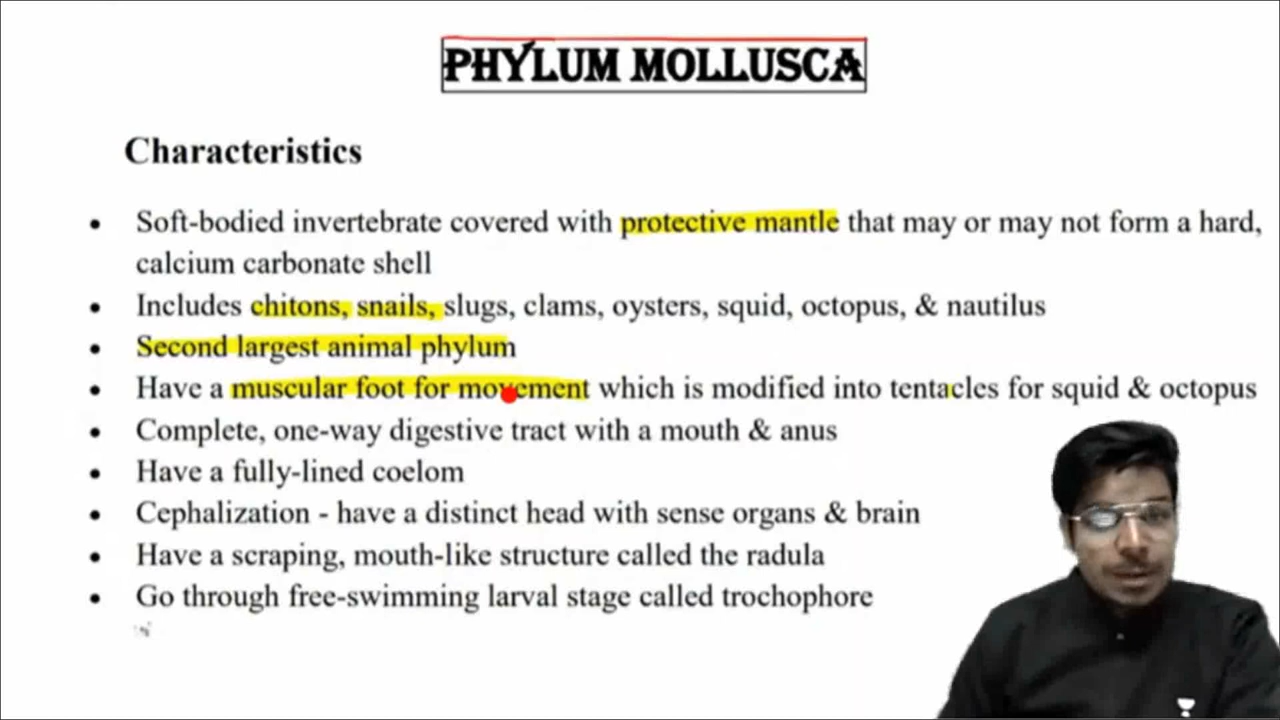 PHYLUM MOLLUSCA
Characteristics
• Soft-bodied invertebrate covered with protective mantle that may or may not form a hard,
calcium carbonate shell
• Includes chitons, snails, slugs, clams, oysters, squid, octopus, & nautilus
• Second largest animal phylum
• Have a muscular foot for movement which is modified into tentacles for squid & octopus
• Complete, one-way digestive tract with a mouth & anus
• Have a fully-lined coelom
• Cephalization - have a distinct head with sense organs & brain
• Have a scraping, mouth-like structure called the radula
• Go through free-swimming larval stage called trochophore